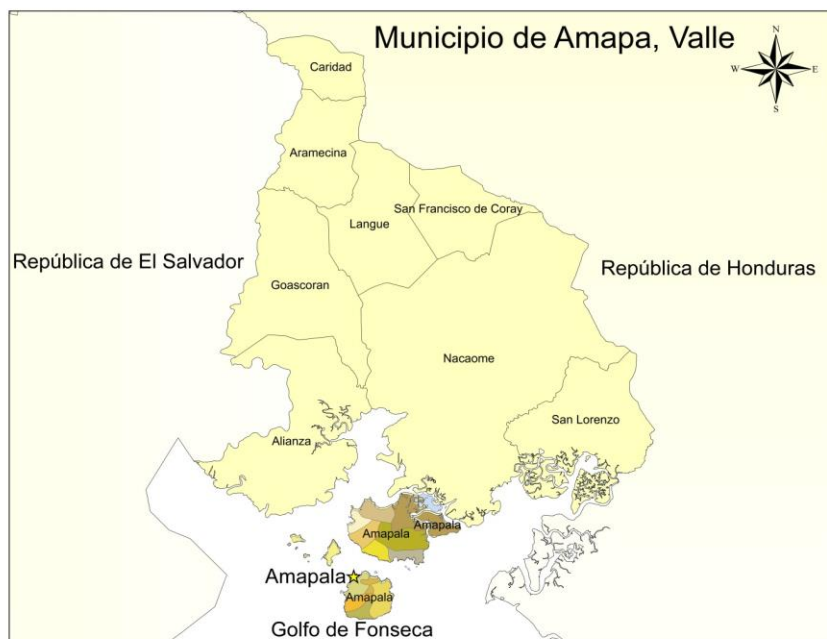 Municipio de Amapa, Valle
N
W E
S
Caridad
Aramecina
San Francisco de Coray
Langue
República de El Salvador
República de Honduras
Goascoran
Nacaome
San Lorenzo
Alianza
Amapala
Amapala
Amapala
Amapala
Golfo de Fonseca